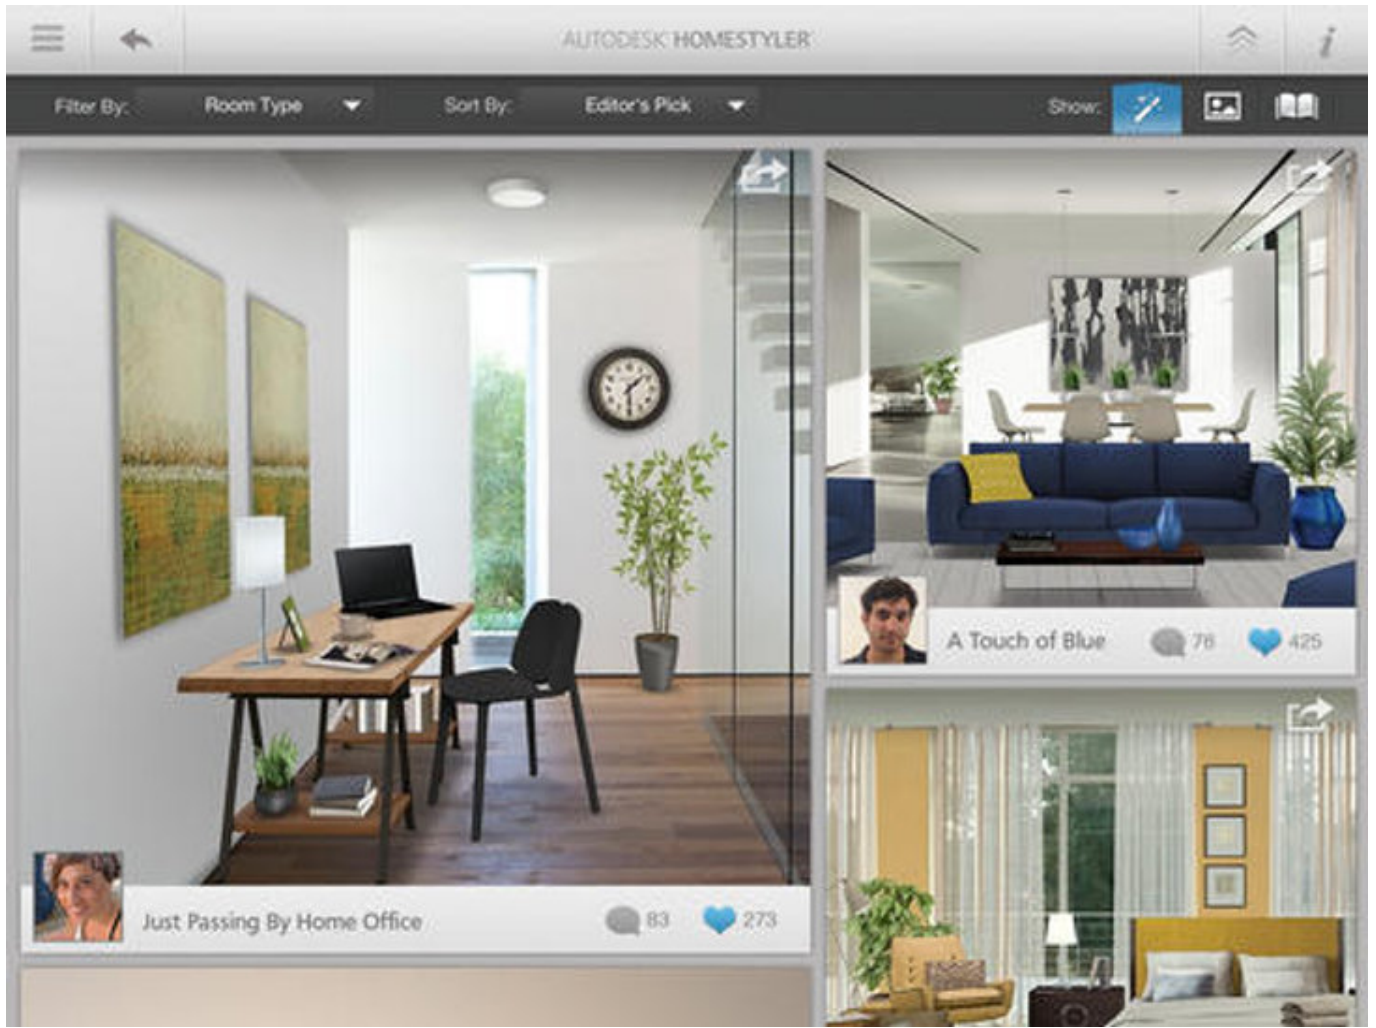 AUTODESK HOMESTYLER
Filter By: Room Type Sort By: Editor's Pick Show:
A Touch of Blue 76 425
Just Passing By Home Office 83 273